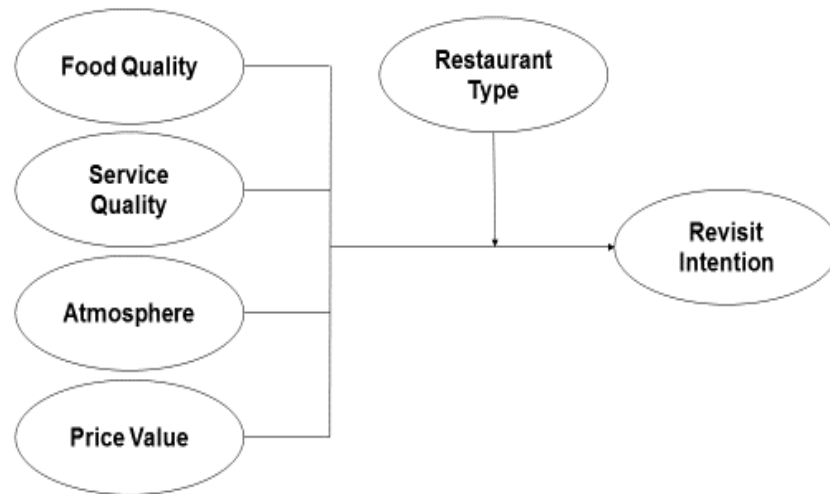 Food Quality
Restaurant
Type
Service
Quality
Revisit
Intention
Atmosphere
Price Value